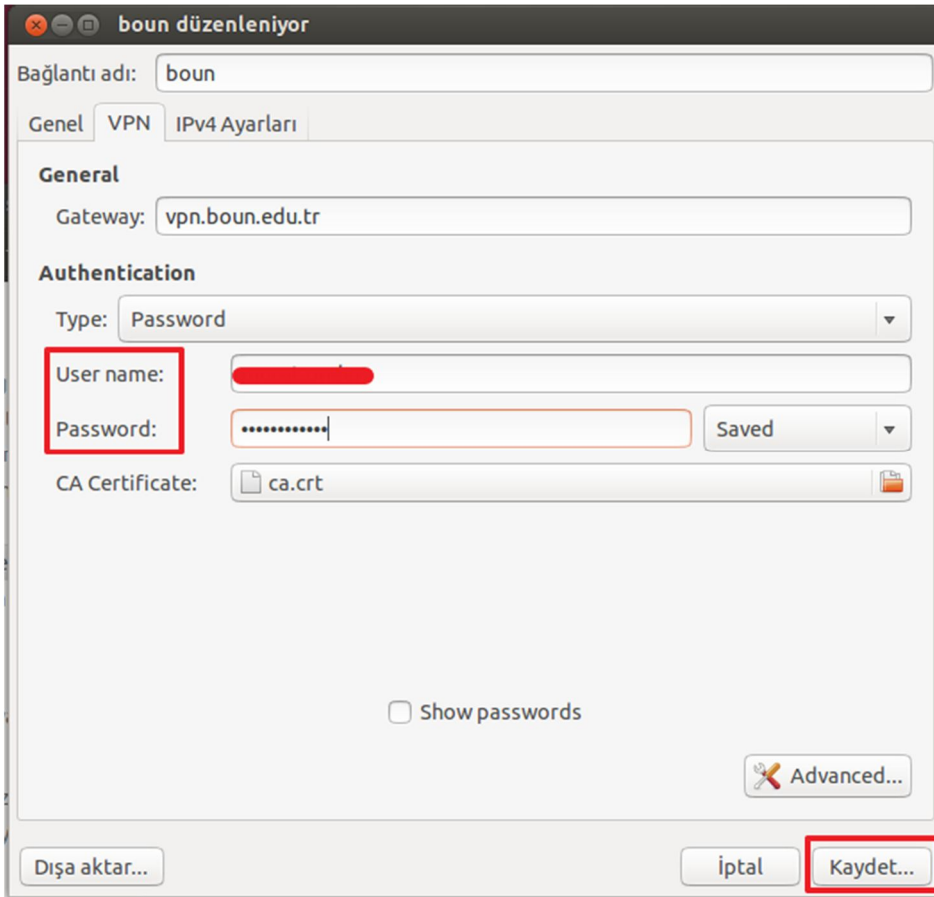 boun düzenleniyor
Bağlantı adı: boun
Genel VPN IPv4 Ayarları
General
Gateway: vpn.boun.edu.tr
Authentication
Type: Password
User name:
Password: •••••••••••• Saved
CA Certificate: ca.crt
Show passwords
Advanced...
Dışa aktar... İptal Kaydet...